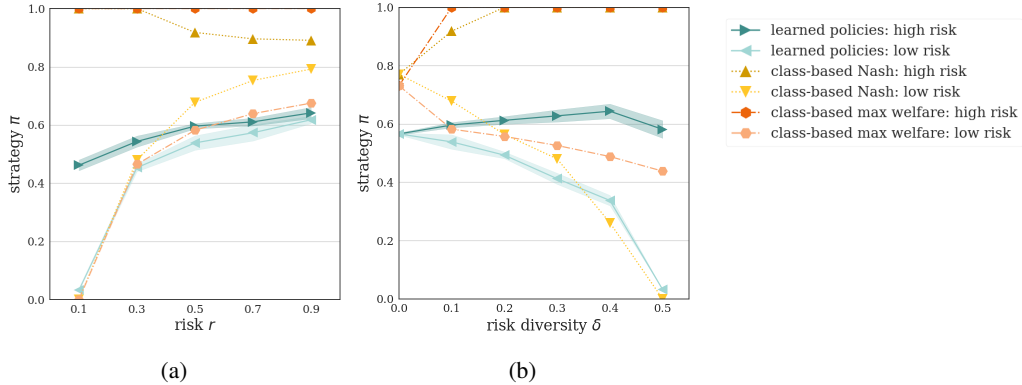 1.0
0.8
0.6
0.4
0.2
0.0
strategy π
0.1 0.3 0.5 0.7 0.9
risk r
(a)
1.0
0.8
0.6
0.4
0.2
0.0
strategy π
0.0 0.1 0.2 0.3 0.4 0.5
risk diversity δ
(b)
learned policies: high risk
learned policies: low risk
class-based Nash: high risk
class-based Nash: low risk
class-based max welfare: high risk
class-based max welfare: low risk